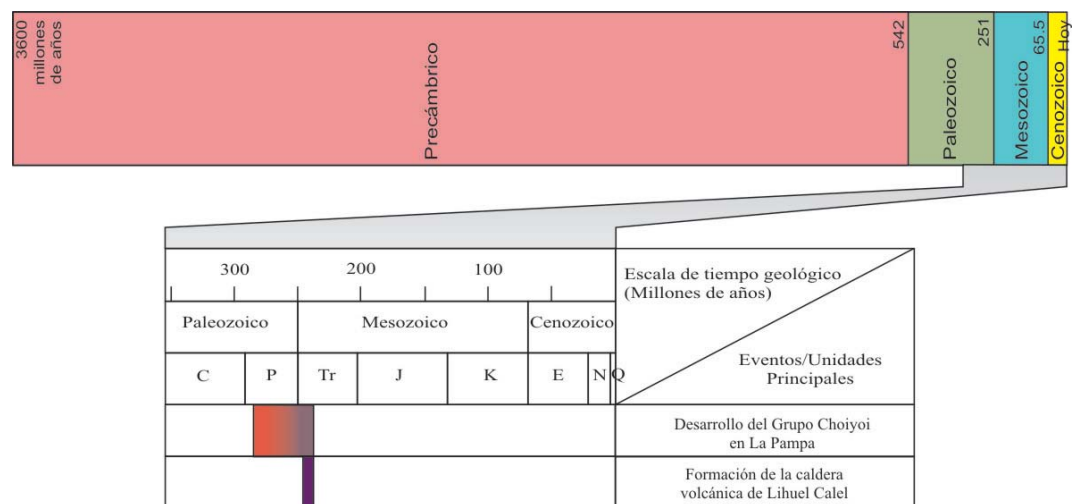 3600
millones
de años
Precámbrico
542
Paleozoico
251
Mesozoico
65.5
Cenozoico
Hoy
300 200 100
Escala de tiempo geológico
(Millones de años)
Paleozoico Mesozoico Cenozoico
C P Tr J K E N Q
Eventos/Unidades
Principales
Desarrollo del Grupo Choiyoi
en La Pampa
Formación de la caldera
volcánica de Lihuel Calel